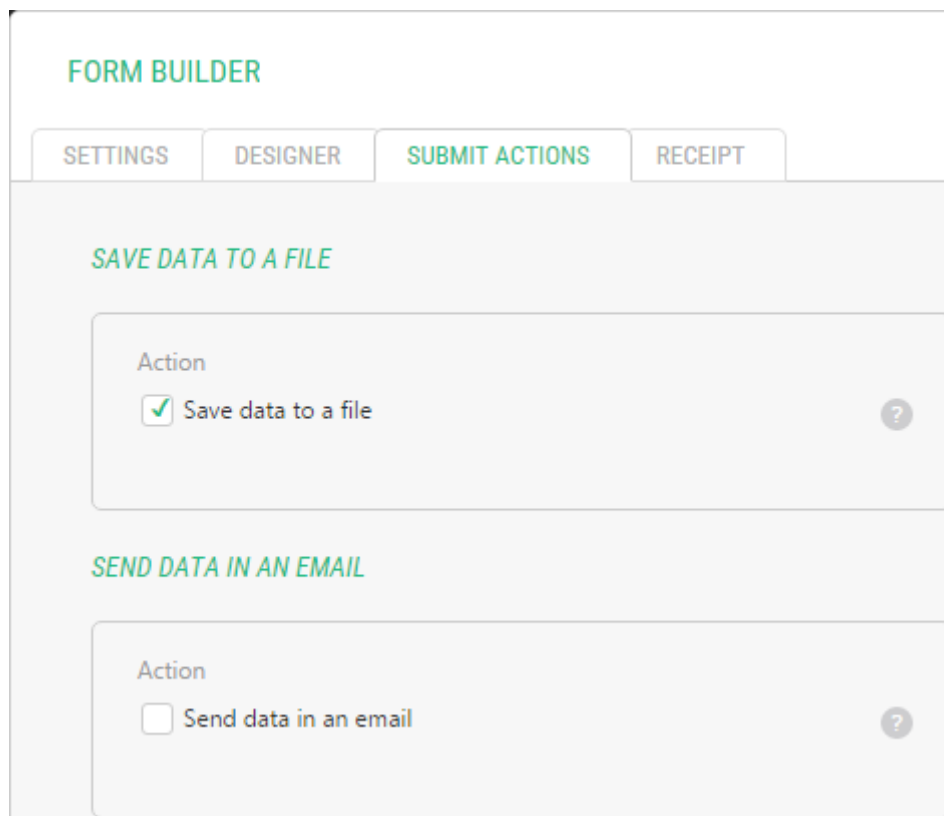 FORM BUILDER
SETTINGS DESIGNER SUBMIT ACTIONS RECEIPT
SAVE DATA TO A FILE
Action
Save data to a file
?
SEND DATA IN AN EMAIL
Action
Send data in an email
?